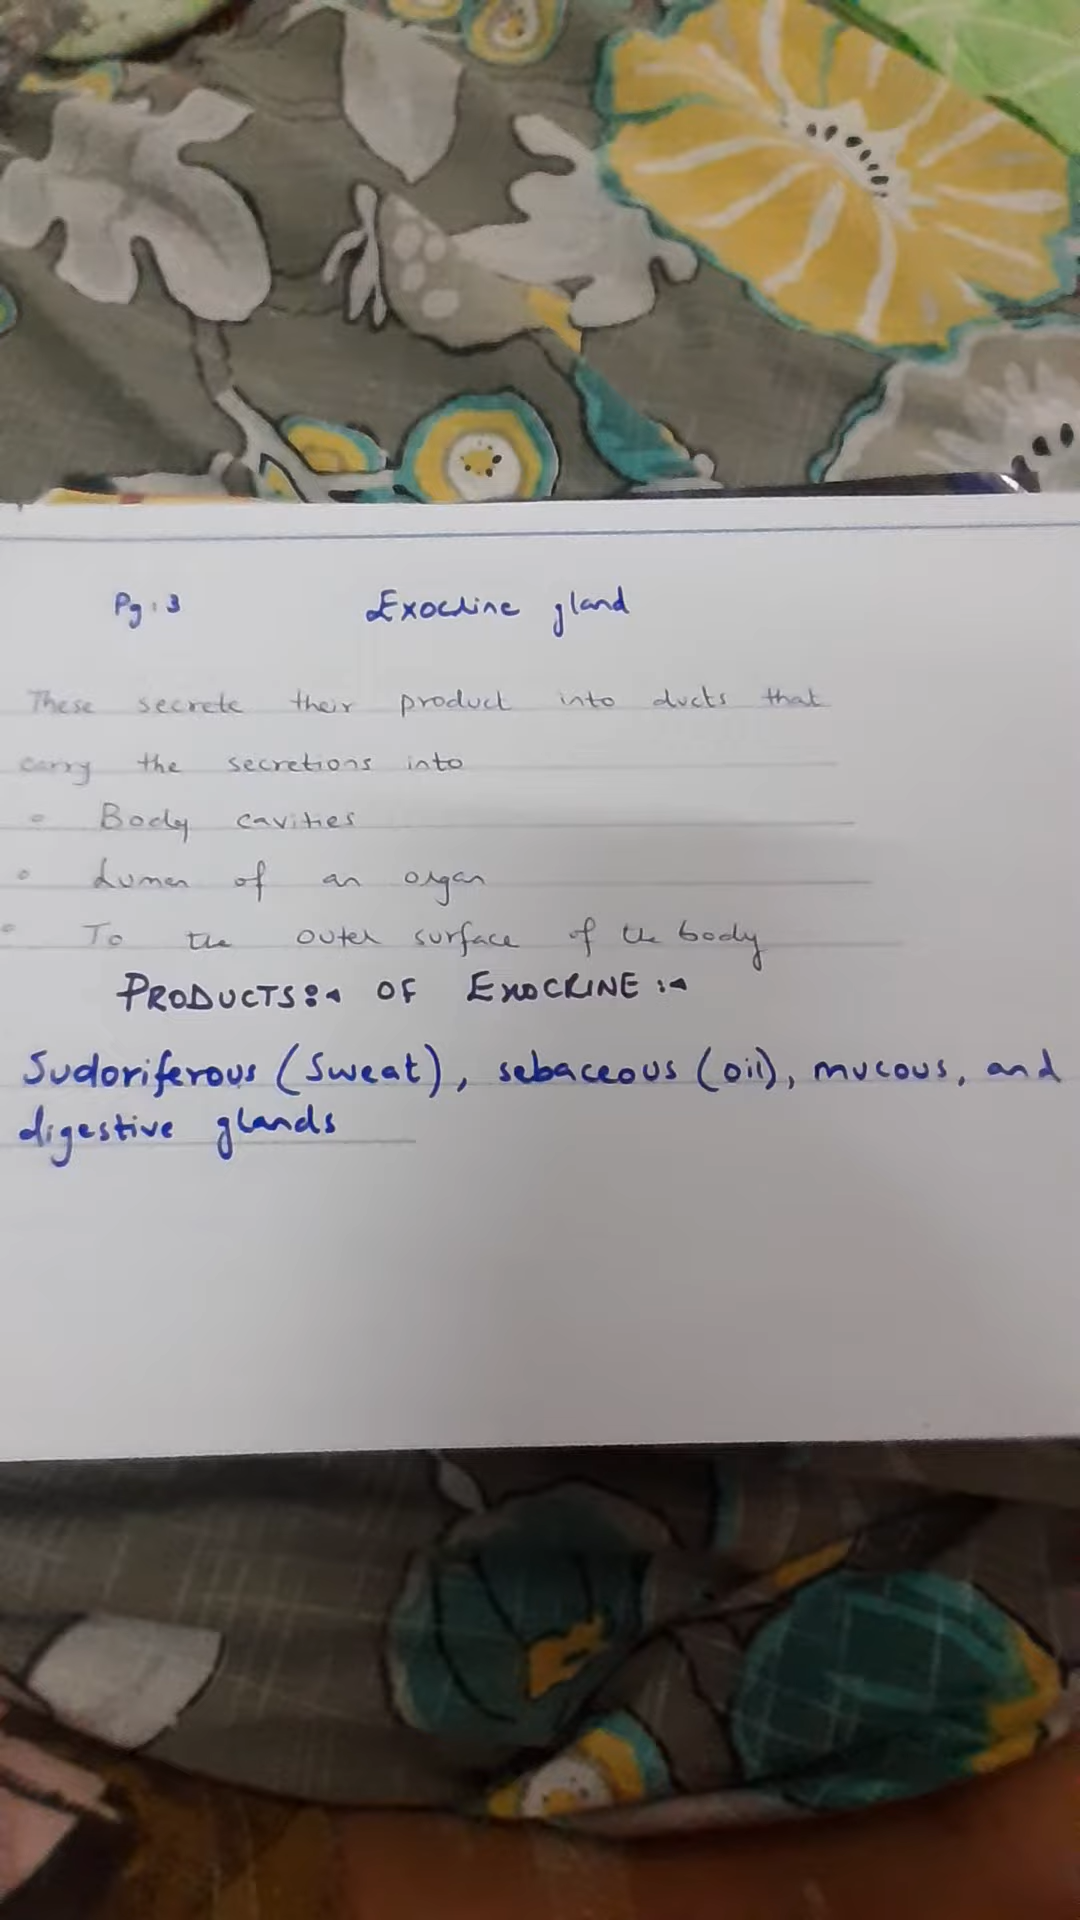 Pg: 3 Exocrine gland
These secrete their product into ducts that
carry the secretions into
• Body cavities
• Lumen of an organ
• To the outer surface of the body
PRODUCTS:- OF EXOCRINE :-
Sudoriferous (Sweat), sebaceous (oil), mucous, and
digestive glands